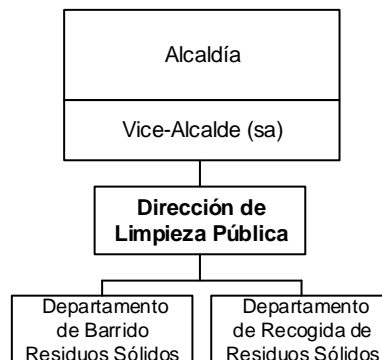 Alcaldía
Vice-Alcalde (sa)
Dirección de
Limpieza Pública
Departamento
de Barrido
Residuos Sólidos
Departamento
de Recogida de
Residuos Sólidos